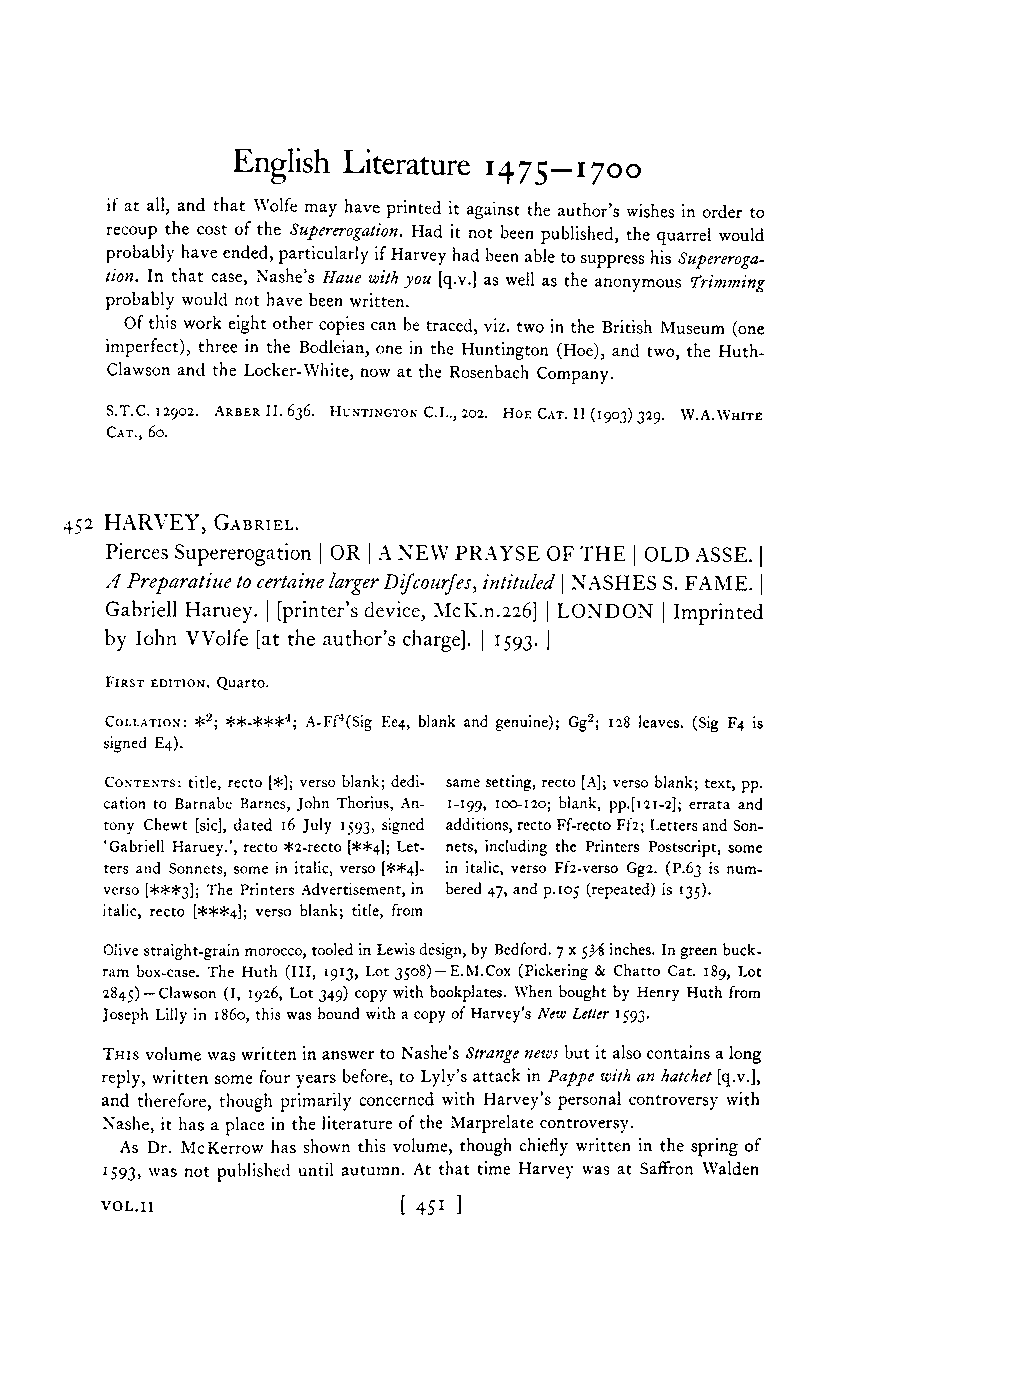 English Literature 1475–1700
if at all, and that Wolfe may have printed it against the author's wishes in order to
recoup the cost of the Supererogation. Had it not been published, the quarrel would
probably have ended, particularly if Harvey had been able to suppress his Supereroga-
tion. In that case, Nashe's Haue with you [q.v.] as well as the anonymous Trimming
probably would not have been written.
Of this work eight other copies can be traced, viz. two in the British Museum (one
imperfect), three in the Bodleian, one in the Huntington (Hoe), and two, the Huth-
Clawson and the Locker-White, now at the Rosenbach Company.
S.T.C. 12902. ARBER II. 636. HUNTINGTON C.L., 202. HOE CAT. II (1903) 329. W.A.WHITE
CAT., 60.
452 HARVEY, GABRIEL.
Pierces Supererogation | OR | A NEW PRAYSE OF THE | OLD ASSE. |
A Preparatiue to certaine larger Diſcourſes, intituled | NASHES S. FAME. |
Gabriell Haruey. | [printer's device, McK.n.226] | LONDON | Imprinted
by Iohn VVolfe [at the author's charge]. | 1593. ]
FIRST EDITION. Quarto.
COLLATION: *²; **-***⁴; A-Ff⁴(Sig Ee4, blank and genuine); Gg²; 128 leaves. (Sig F4 is
signed E4).
CONTENTS: title, recto [*]; verso blank; dedi-
cation to Barnabe Barnes, John Thorius, An-
tony Chewt [sic], dated 16 July 1593, signed
'Gabriell Haruey.', recto *2-recto [**4]; Let-
ters and Sonnets, some in italic, verso [**4]-
verso [***3]; The Printers Advertisement, in
italic, recto [***4]; verso blank; title, from
same setting, recto [A]; verso blank; text, pp.
1-199, 100-120; blank, pp.[121-2]; errata and
additions, recto Ff-recto Ff2; Letters and Son-
nets, including the Printers Postscript, some
in italic, verso Ff2-verso Gg2. (P.63 is num-
bered 47, and p.105 (repeated) is 135).
Olive straight-grain morocco, tooled in Lewis design, by Bedford. 7 x 5⅜ inches. In green buck-
ram box-case. The Huth (III, 1913, Lot 3508)—E.M.Cox (Pickering & Chatto Cat. 189, Lot
2845)—Clawson (I, 1926, Lot 349) copy with bookplates. When bought by Henry Huth from
Joseph Lilly in 1860, this was bound with a copy of Harvey's New Letter 1593.
THIS volume was written in answer to Nashe's Strange news but it also contains a long
reply, written some four years before, to Lyly's attack in Pappe with an hatchet [q.v.],
and therefore, though primarily concerned with Harvey's personal controversy with
Nashe, it has a place in the literature of the Marprelate controversy.
As Dr. McKerrow has shown this volume, though chiefly written in the spring of
1593, was not published until autumn. At that time Harvey was at Saffron Walden
VOL.II [ 451 ]